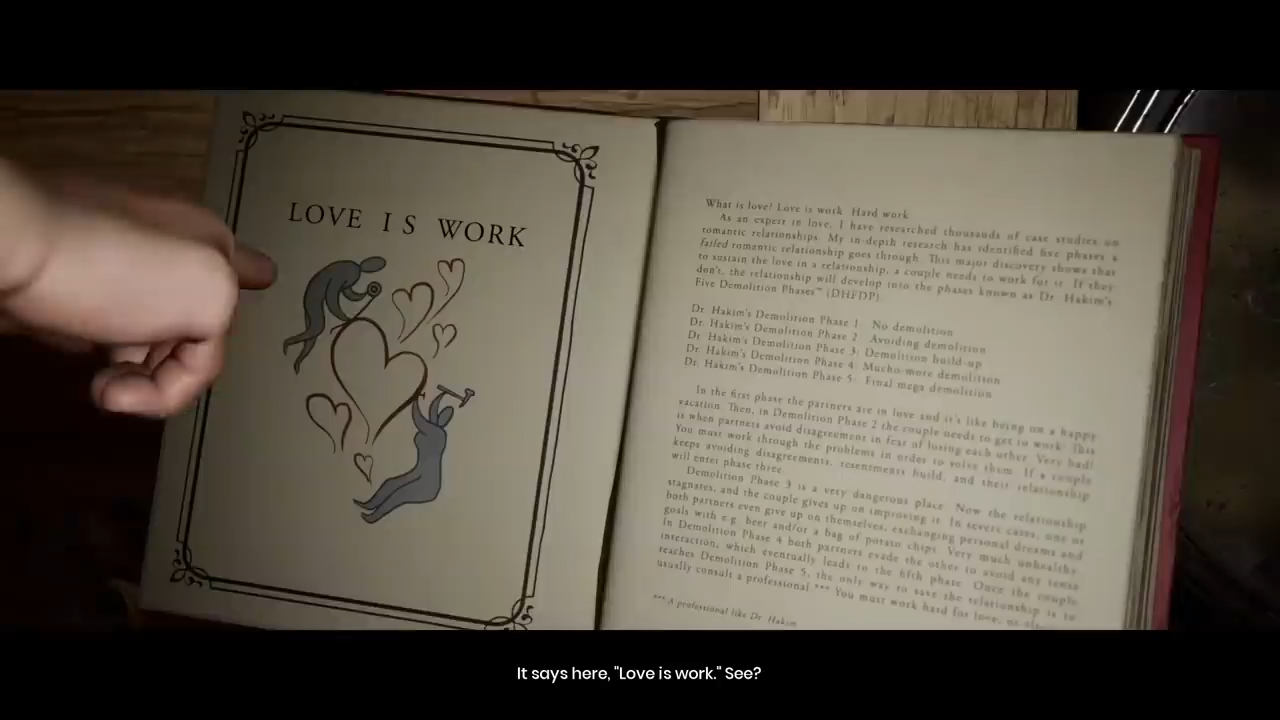 LOVE IS WORK
What is love? Love is work. Hard work.
As an expert in love, I have researched thousands of case studies on
romantic relationships. My in-depth research has identified five phases a
failed romantic relationship goes through. This major discovery shows that
to sustain the love in a relationship, a couple needs to work for it. If they
don't, the relationship will develop into the phases known as Dr. Hakim's
Five Demolition Phases™ (DHFDP).
Dr. Hakim's Demolition Phase 1: No demolition
Dr. Hakim's Demolition Phase 2: Avoiding demolition
Dr. Hakim's Demolition Phase 3: Demolition build-up
Dr. Hakim's Demolition Phase 4: Mucho-more demolition
Dr. Hakim's Demolition Phase 5: Final mega demolition
In the first phase the partners are in love and it's like being on a happy
vacation. Then, in Demolition Phase 2 the couple needs to get to work. This
is when partners avoid disagreement in fear of losing each other. Very bad!
You must work through the problems in order to solve them. If a couple
keeps avoiding disagreements, resentments build, and their relationship
will enter phase three.
Demolition Phase 3 is a very dangerous place. Now the relationship
stagnates, and the couple gives up on improving it. In severe cases, one or
both partners even give up on themselves, exchanging personal dreams and
goals with e.g. beer and/or a bag of potato chips. Very much unhealthy.
In Demolition Phase 4 both partners evade the other to avoid any tense
interaction, which eventually leads to the fifth phase. Once the couple
reaches Demolition Phase 5, the only way to save the relationship is to
usually consult a professional.*** You must work hard for love, or
*** A professional like Dr. Hakim
It says here, "Love is work." See?